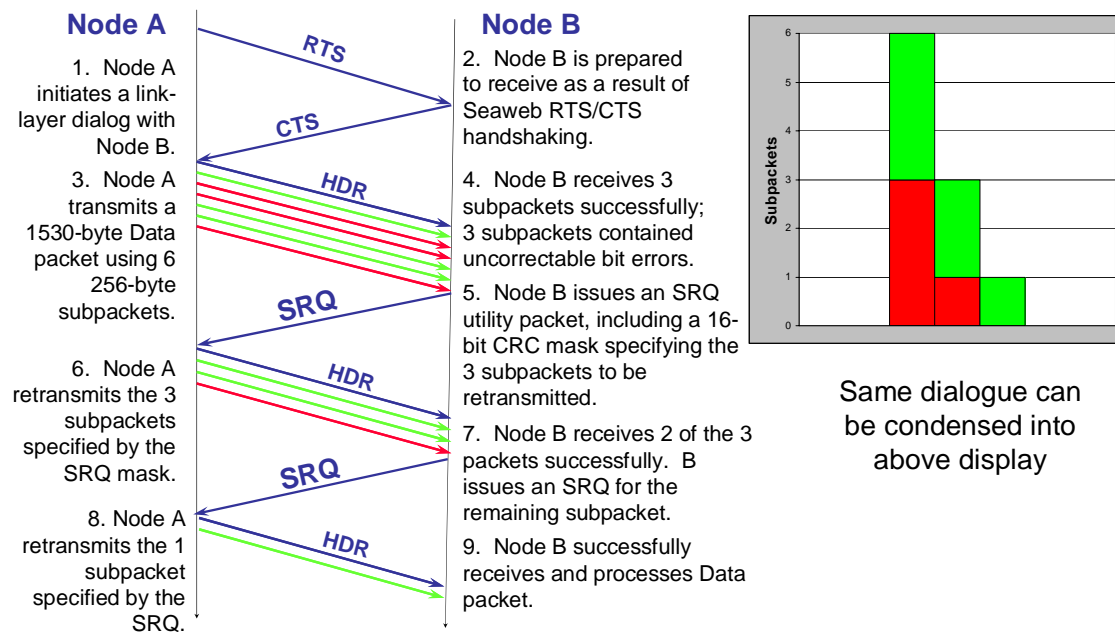 Node A
Node B
RTS
1. Node A
initiates a link-
layer dialog with
Node B.
2. Node B is prepared
to receive as a result of
Seaweb RTS/CTS
handshaking.
CTS
HDR
3. Node A
transmits a
1530-byte Data
packet using 6
256-byte
subpackets.
4. Node B receives 3
subpackets successfully;
3 subpackets contained
uncorrectable bit errors.
SRQ
5. Node B issues an SRQ
utility packet, including a 16-
bit CRC mask specifying the
3 subpackets to be
retransmitted.
HDR
6. Node A
retransmits the 3
subpackets
specified by the
SRQ mask.
7. Node B receives 2 of the 3
packets successfully. B
issues an SRQ for the
remaining subpacket.
SRQ
8. Node A
retransmits the 1
subpacket
specified by the
SRQ.
HDR
9. Node B successfully
receives and processes Data
packet.
6
5
4
3
2
1
0
Subpackets
Same dialogue can
be condensed into
above display